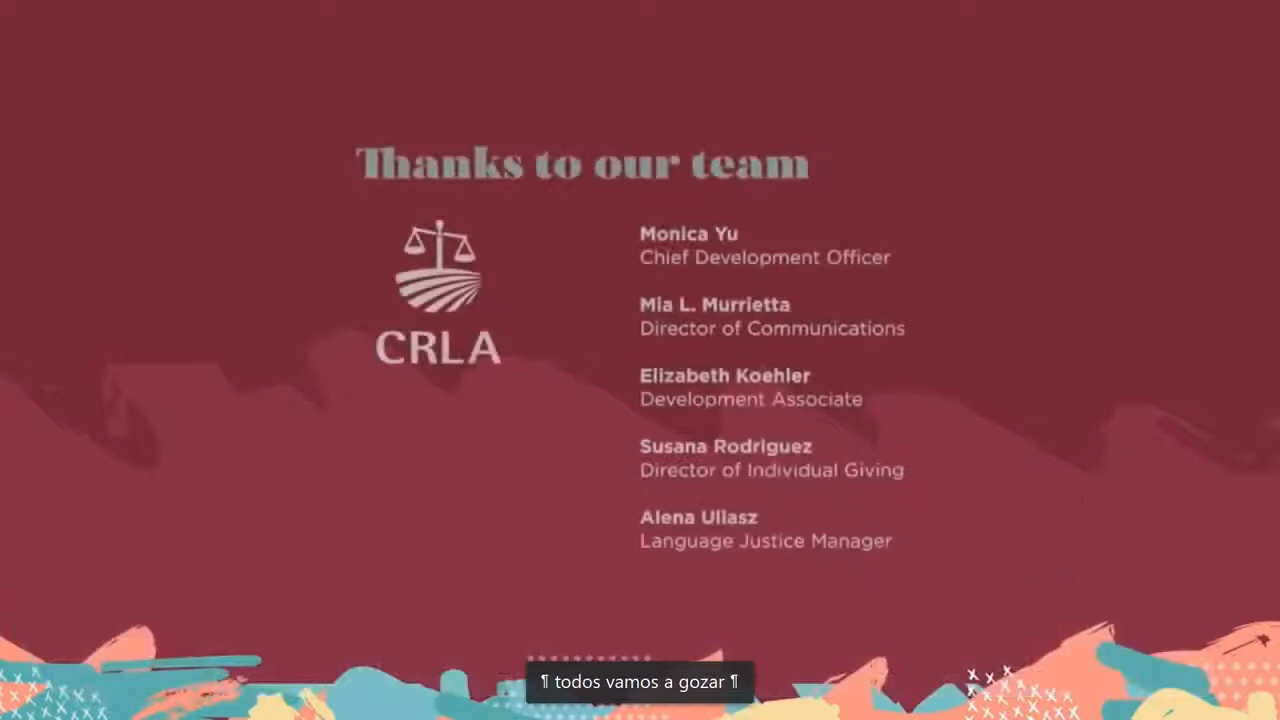 Thanks to our team
CRLA
Monica Yu
Chief Development Officer
Mia L. Murrietta
Director of Communications
Elizabeth Koehler
Development Associate
Susana Rodriguez
Director of Individual Giving
Alena Uliasz
Language Justice Manager
¶ todos vamos a gozar ¶